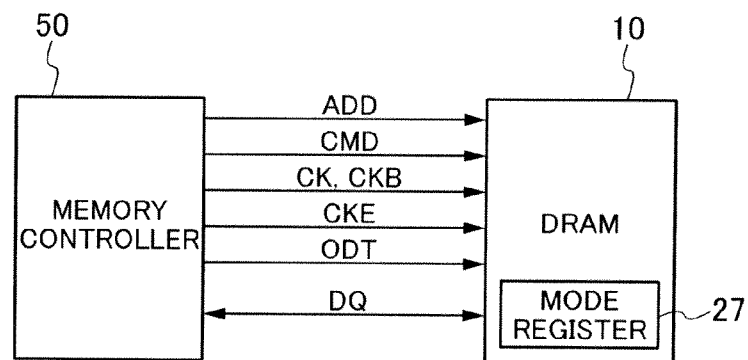 50
10
ADD
CMD
CK, CKB
CKE
ODT
DQ
MEMORY
CONTROLLER
DRAM
MODE
REGISTER
27